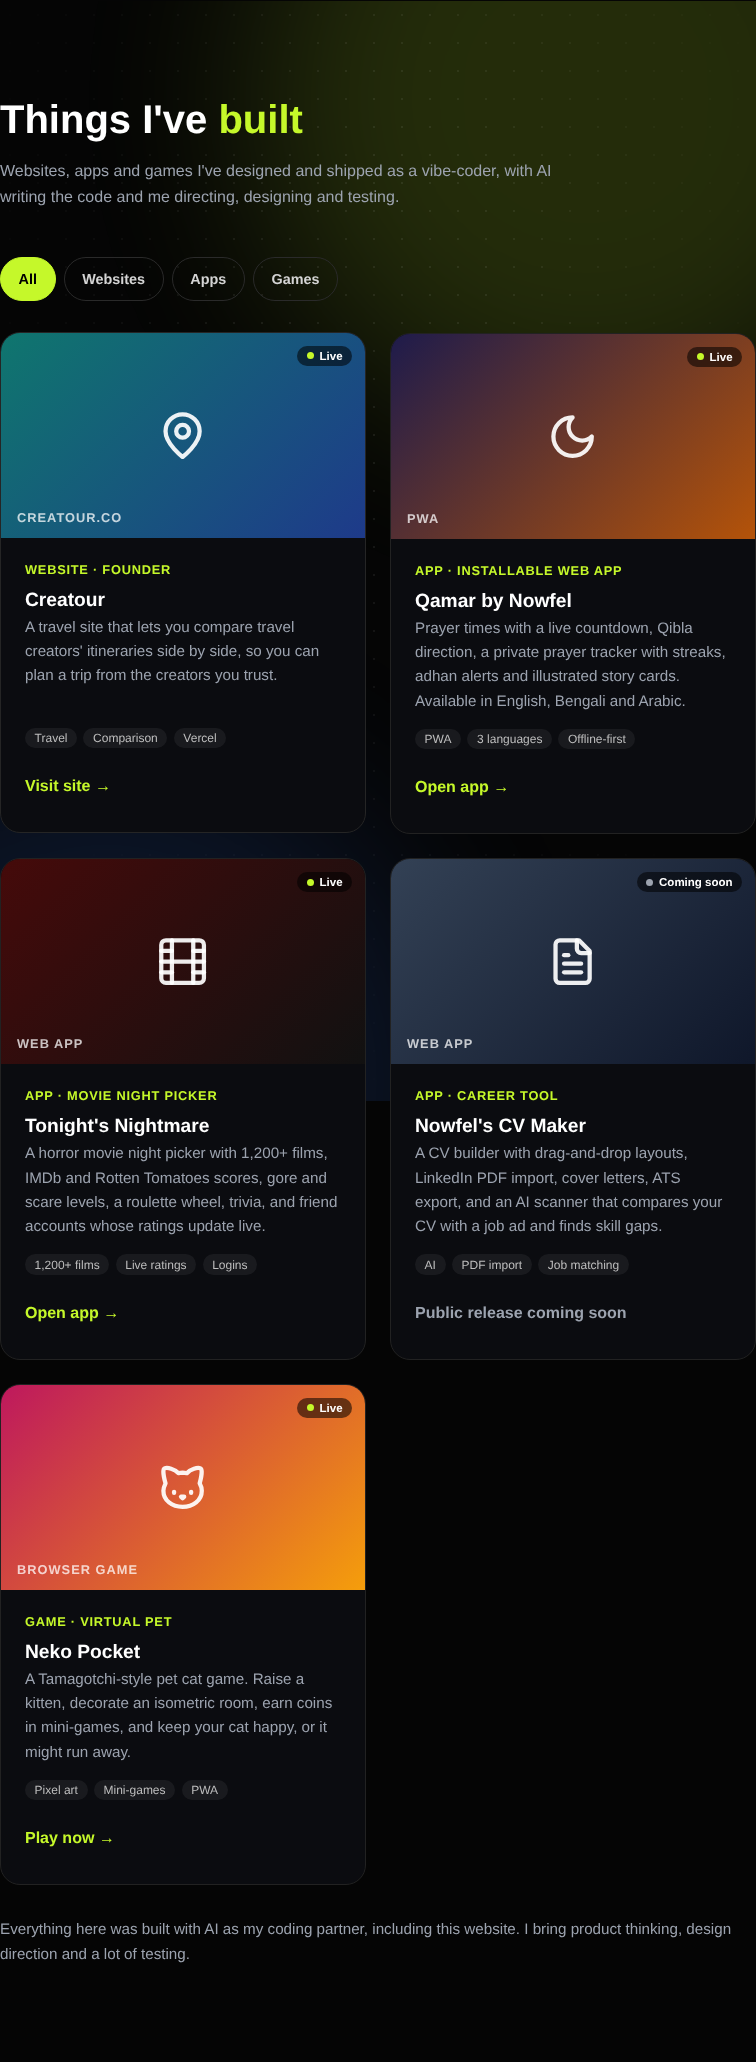 Things I've built
Websites, apps and games I've designed and shipped as a vibe-coder, with AI
writing the code and me directing, designing and testing.
All
Websites
Apps
Games
Live
CREATOUR.CO
WEBSITE · FOUNDER
Creatour
A travel site that lets you compare travel
creators' itineraries side by side, so you can
plan a trip from the creators you trust.
Travel
Comparison
Vercel
Visit site →
Live
PWA
APP · INSTALLABLE WEB APP
Qamar by Nowfel
Prayer times with a live countdown, Qibla
direction, a private prayer tracker with streaks,
adhan alerts and illustrated story cards.
Available in English, Bengali and Arabic.
PWA
3 languages
Offline-first
Open app →
Live
WEB APP
APP · MOVIE NIGHT PICKER
Tonight's Nightmare
A horror movie night picker with 1,200+ films,
IMDb and Rotten Tomatoes scores, gore and
scare levels, a roulette wheel, trivia, and friend
accounts whose ratings update live.
1,200+ films
Live ratings
Logins
Open app →
Coming soon
WEB APP
APP · CAREER TOOL
Nowfel's CV Maker
A CV builder with drag-and-drop layouts,
LinkedIn PDF import, cover letters, ATS
export, and an AI scanner that compares your
CV with a job ad and finds skill gaps.
AI
PDF import
Job matching
Public release coming soon
Live
BROWSER GAME
GAME · VIRTUAL PET
Neko Pocket
A Tamagotchi-style pet cat game. Raise a
kitten, decorate an isometric room, earn coins
in mini-games, and keep your cat happy, or it
might run away.
Pixel art
Mini-games
PWA
Play now →
Everything here was built with AI as my coding partner, including this website. I bring product thinking, design
direction and a lot of testing.